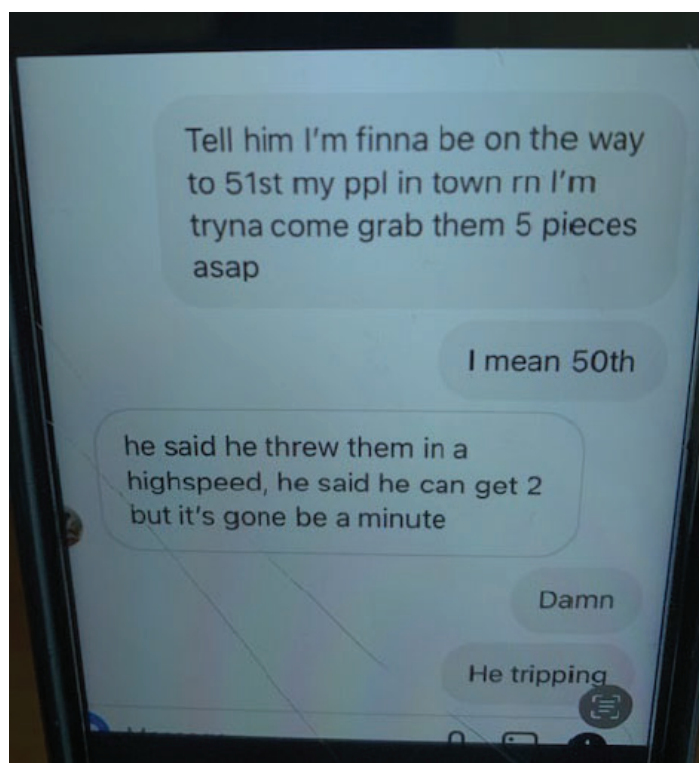 Tell him I'm finna be on the way
to 51st my ppl in town rn I'm
tryna come grab them 5 pieces
asap
I mean 50th
he said he threw them in a
highspeed, he said he can get 2
but it's gone be a minute
Damn
He tripping